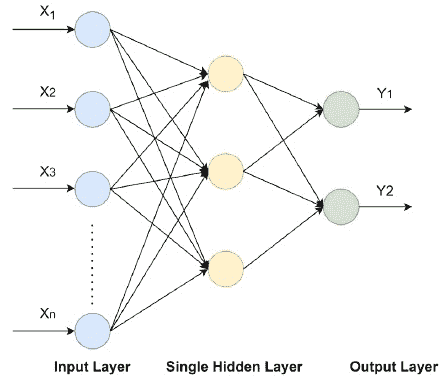 X1
X2
X3
Xn
Y1
Y2
Input Layer
Single Hidden Layer
Output Layer